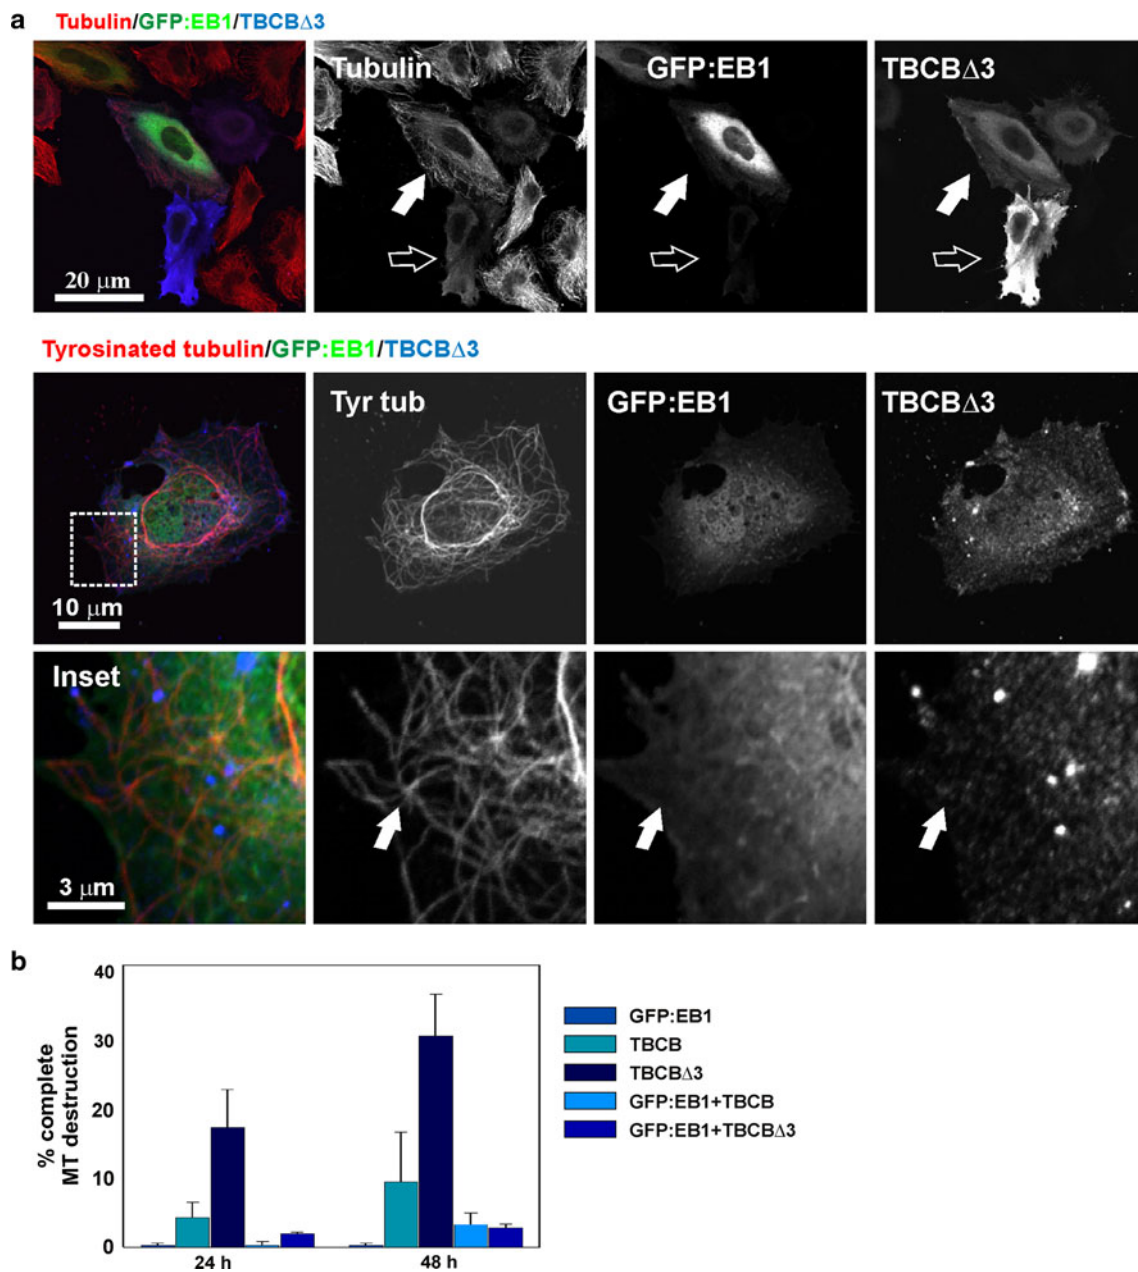 a
Tubulin/GFP:EB1/TBCBΔ3
Tubulin
GFP:EB1
TBCBΔ3
20 μm
Tyrosinated tubulin/GFP:EB1/TBCBΔ3
Tyr tub
GFP:EB1
TBCBΔ3
10 μm
Inset
3 μm
b
% complete
MT destruction
40
30
20
10
0
24 h
48 h
GFP:EB1
TBCB
TBCBΔ3
GFP:EB1+TBCB
GFP:EB1+TBCBΔ3